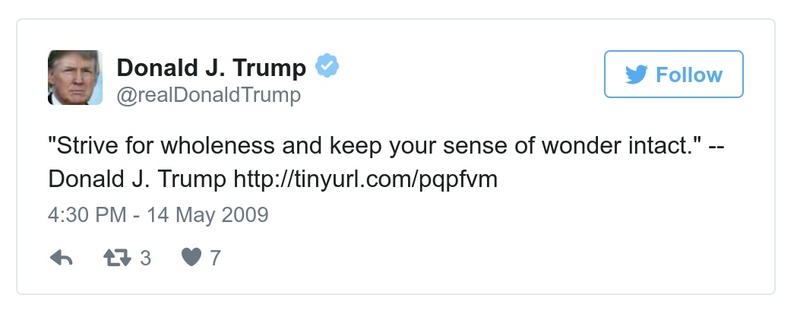 Donald J. Trump
@realDonaldTrump
Follow
"Strive for wholeness and keep your sense of wonder intact." --
Donald J. Trump http://tinyurl.com/pqpfvm
4:30 PM - 14 May 2009
3 7